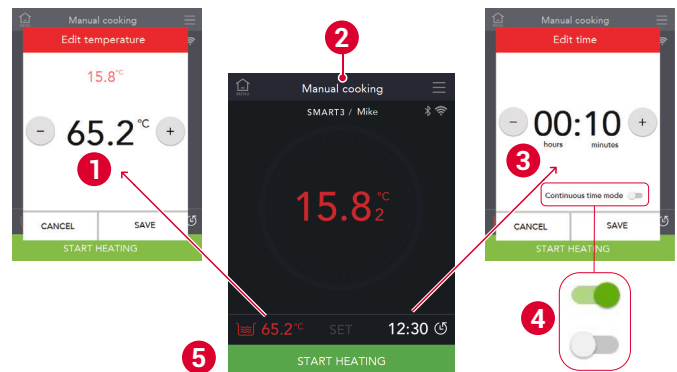 Manual cooking
MENU
Edit temperature
15.8°C
- 65.2°C +
1
CANCEL SAVE
START HEATING
2
MENU
Manual cooking
SMART3 / Mike
15.8°C
2
65.2°C SET 12:30
5
START HEATING
Manual cooking
Edit time
- 00:10 +
hours minutes
3
Continuous time mode
CANCEL SAVE
START HEATING
4